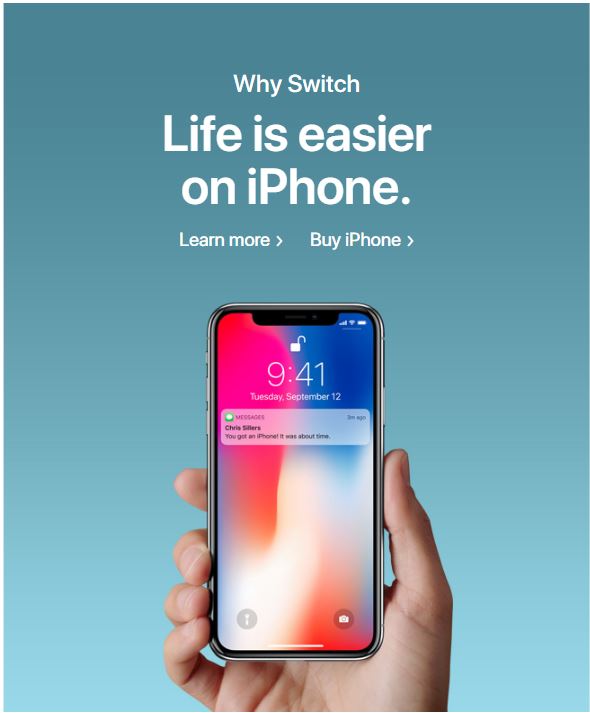 Why Switch
Life is easier
on iPhone.
Learn more > Buy iPhone >
9:41
Tuesday, September 12
MESSAGES 3m ago
Chris Sillers
You got an iPhone! It was about time.